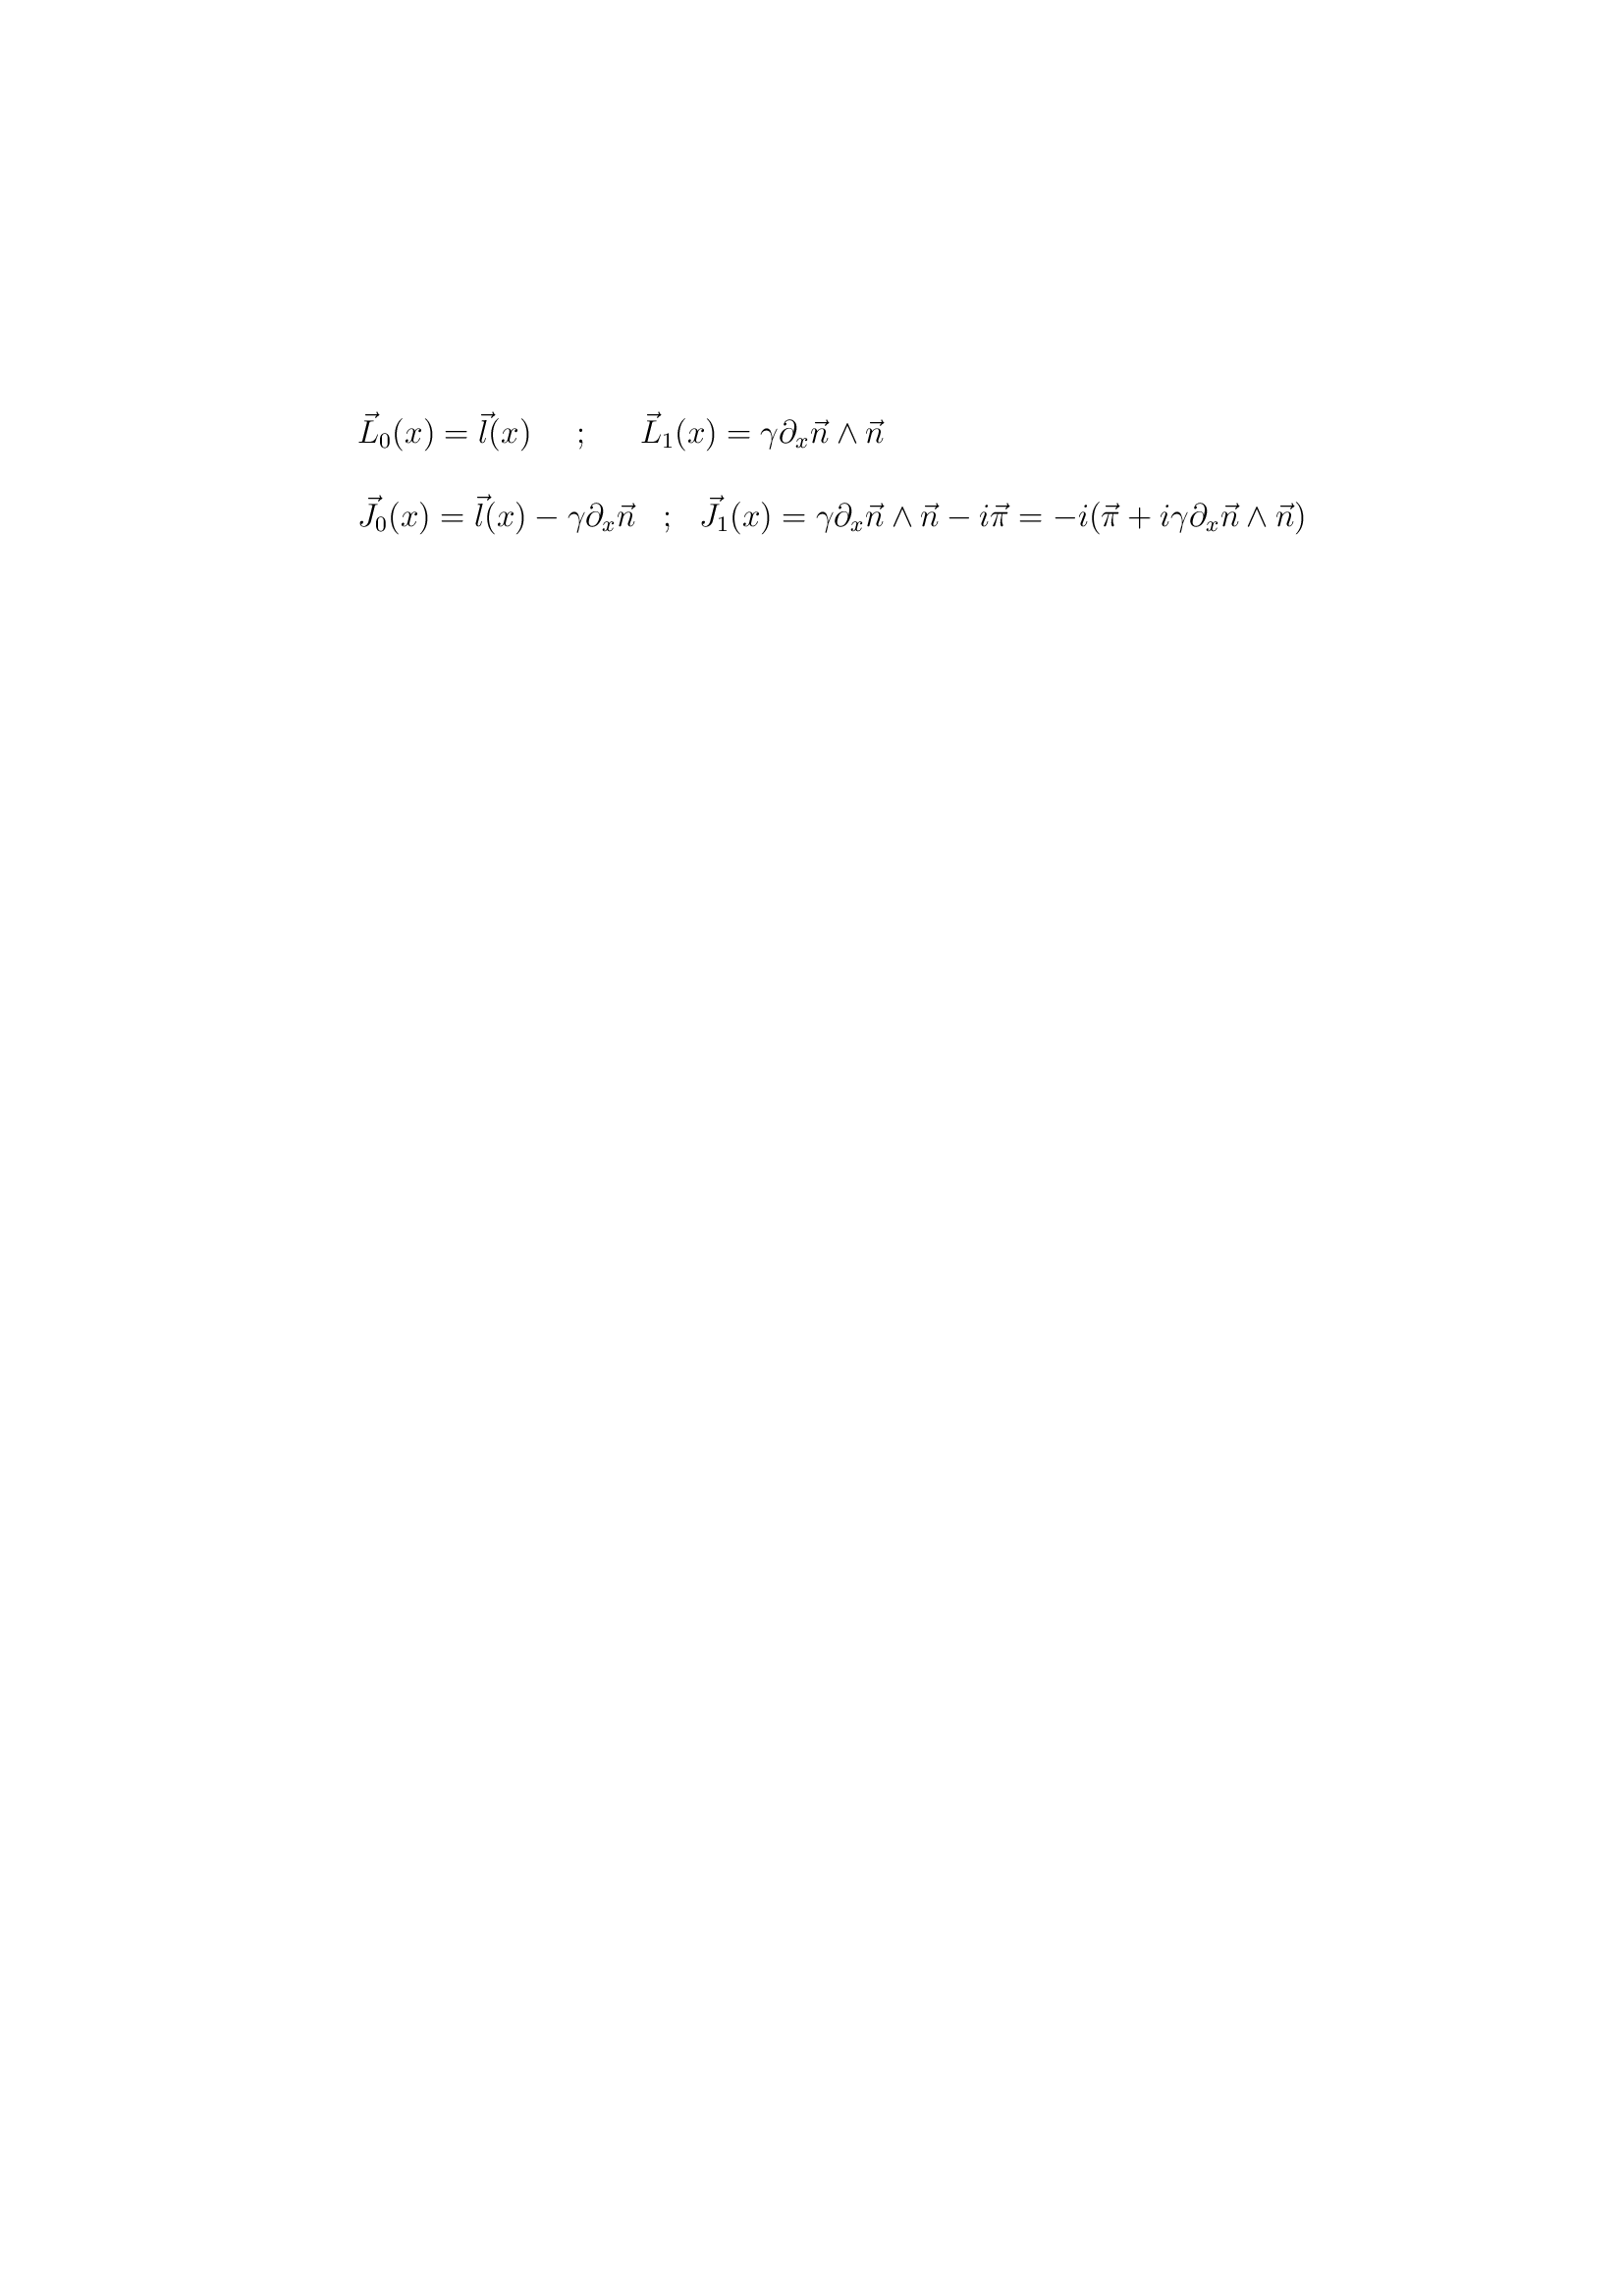 $\vec{L}_0(x) = \vec{l}(x) \quad ; \quad \vec{L}_1(x) = \gamma \partial_x \vec{n} \wedge \vec{n}$
$\vec{J}_0(x) = \vec{l}(x) - \gamma \partial_x \vec{n} \quad ; \quad \vec{J}_1(x) = \gamma \partial_x \vec{n} \wedge \vec{n} - i\vec{\pi} = -i(\vec{\pi} + i\gamma \partial_x \vec{n} \wedge \vec{n})$